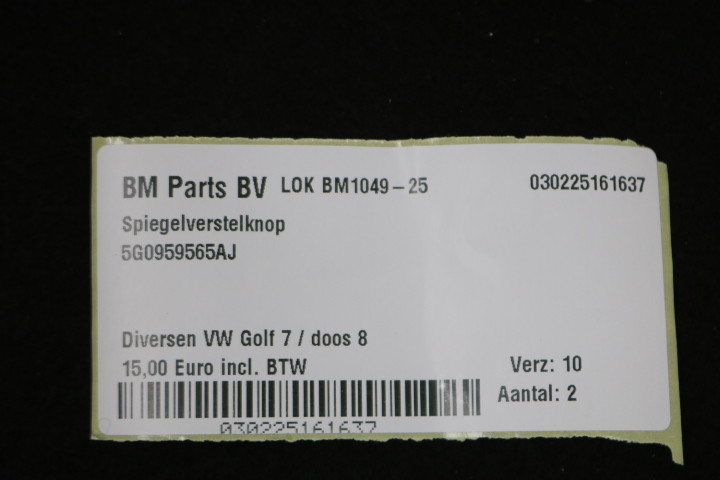 BM Parts BV LOK BM1049-25 030225161637
Spiegelverstelknop
5G0959565AJ
Diversen VW Golf 7 / doos 8
15,00 Euro incl. BTW Verz: 10
Aantal: 2
030225161637